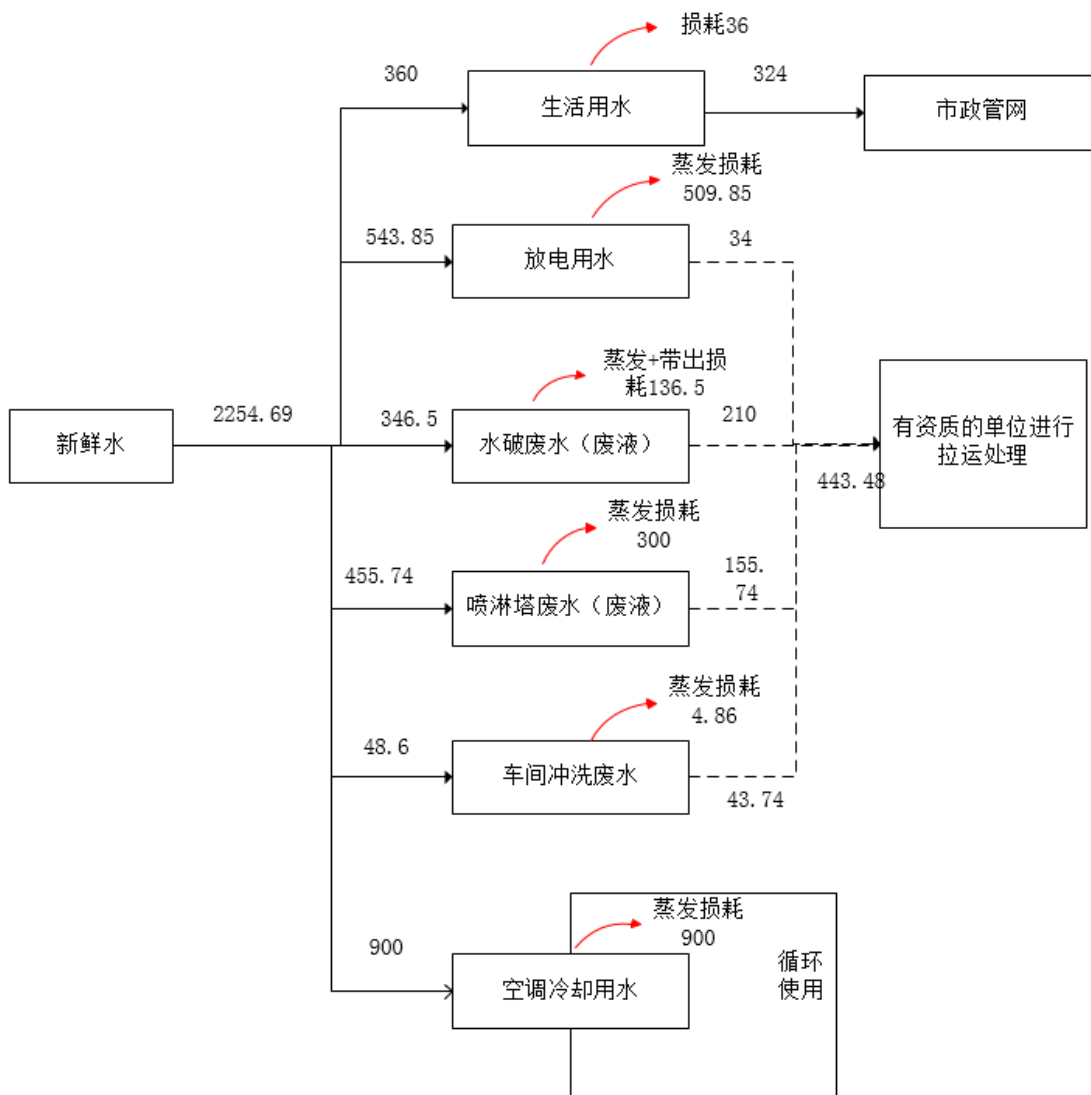 损耗36
360
324
生活用水
市政管网
蒸发损耗
509.85
543.85
34
放电用水
蒸发+带出损
耗136.5
2254.69
346.5
210
新鲜水
水破废水（废液）
有资质的单位进行
拉运处理
443.48
蒸发损耗
300
455.74
155.
74
喷淋塔废水（废液）
蒸发损耗
4.86
48.6
车间冲洗废水
43.74
蒸发损耗
900
900
循环
使用
空调冷却用水